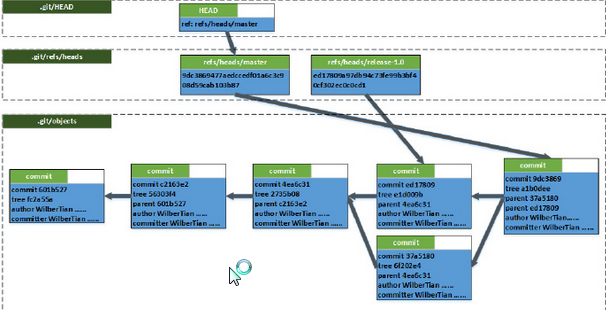 .git/HEAD
HEAD
ref: refs/heads/master
.git/refs/heads
refs/heads/master
refs/heads/release-1.0
.git/objects
commit
commit 601b527
tree fc2a55a
author WilberTian ......
committer WilberTian ......
commit
commit c2163e2
tree 56303f4
parent 601b527
author WilberTian ......
committer WilberTian ......
commit
commit 4ea6c31
tree 2735b08
parent c2163e2
author WilberTian ......
committer WilberTian ......
commit
commit ed17809
tree e1d009b
parent 4ea6c31
author WilberTian ......
committer WilberTian ......
commit
commit 9dc3869
tree a1b0dee
parent 37a5180
parent ed17809
author WilberTian ......
committer WilberTian ......
commit
commit 37a5180
tree 6f202e4
parent 4ea6c31
author WilberTian ......
committer WilberTian ......